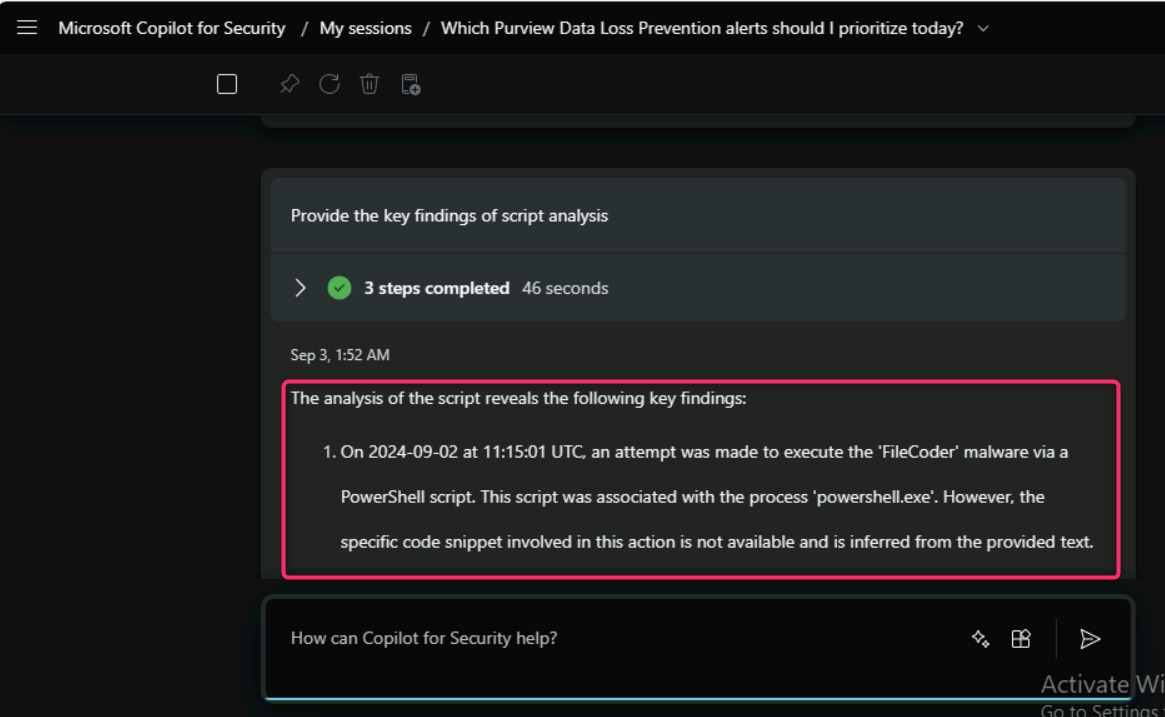 Microsoft Copilot for Security / My sessions / Which Purview Data Loss Prevention alerts should I prioritize today?
Provide the key findings of script analysis
3 steps completed 46 seconds
Sep 3, 1:52 AM
The analysis of the script reveals the following key findings:
1. On 2024-09-02 at 11:15:01 UTC, an attempt was made to execute the 'FileCoder' malware via a
PowerShell script. This script was associated with the process 'powershell.exe'. However, the
specific code snippet involved in this action is not available and is inferred from the provided text.
How can Copilot for Security help?
Activate Wi
Go to Settings